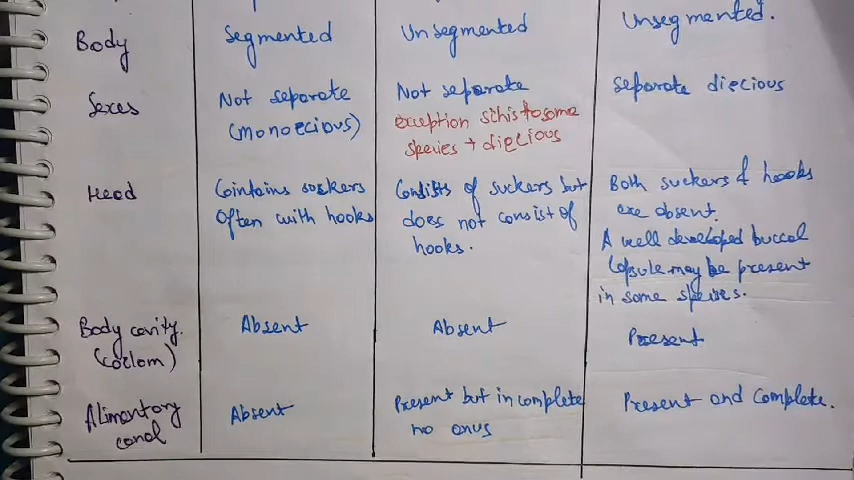 Body
Segmented
Unsegmented
Unsegmented.
Sexes
Not separate
(monoecious)
Not separate
exception schistosome
species → diecious
separate diecious
Head
Contains suckers
Often with hooks
Consists of suckers but
does not consist of
hooks.
Both suckers & hooks
are absent.
A well developed buccal
Capsule may be present
in some species.
Body cavity.
(coelom)
Absent
Absent
Present
Alimentary
canal
Absent
Present but incomplete
no anus
Present and complete.